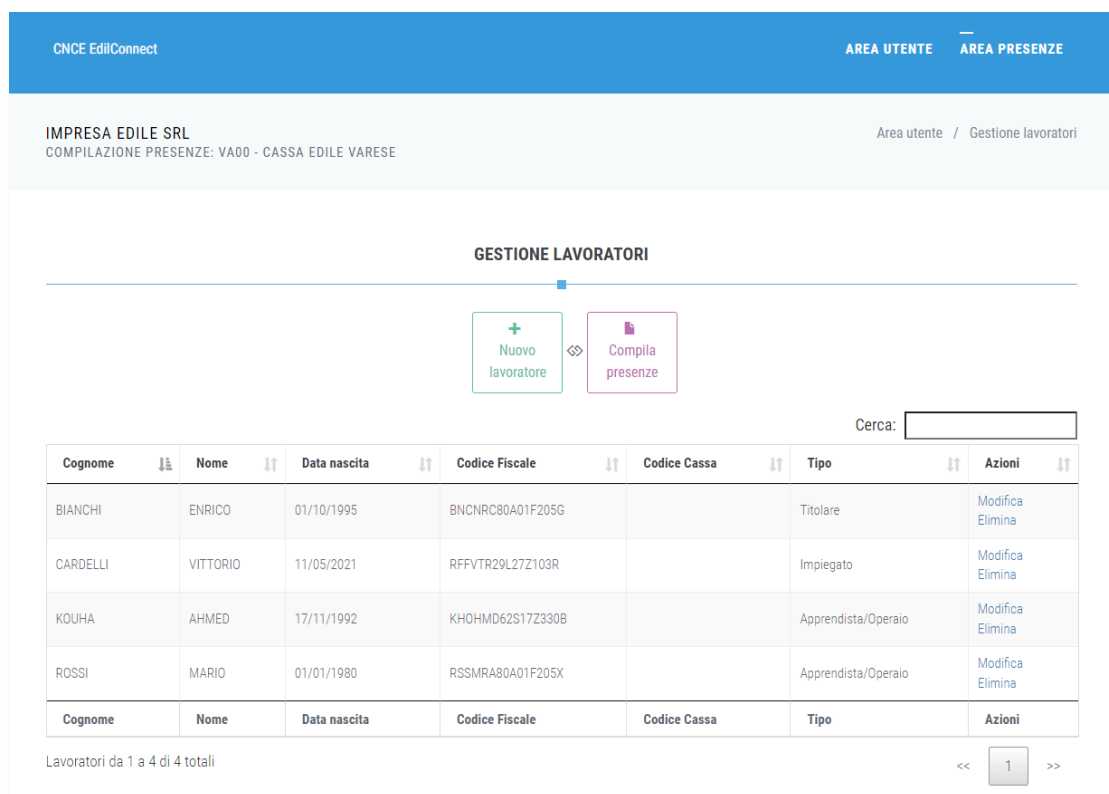 CNCE EdilConnect
AREA UTENTE AREA PRESENZE
IMPRESA EDILE SRL
COMPILAZIONE PRESENZE: VA00 - CASSA EDILE VARESE
Area utente / Gestione lavoratori
GESTIONE LAVORATORI
Nuovo
lavoratore
Compila
presenze
Cerca:
Cognome Nome Data nascita Codice Fiscale Codice Cassa Tipo Azioni
BIANCHI ENRICO 01/10/1995 BNCNRC80A01F205G Titolare Modifica
Elimina
CARDELLI VITTORIO 11/05/2021 RFFVTR29L27Z103R Impiegato Modifica
Elimina
KOUHA AHMED 17/11/1992 KHOHMD62S17Z330B Apprendista/Operaio Modifica
Elimina
ROSSI MARIO 01/01/1980 RSSMRA80A01F205X Apprendista/Operaio Modifica
Elimina
Cognome Nome Data nascita Codice Fiscale Codice Cassa Tipo Azioni
Lavoratori da 1 a 4 di 4 totali
<< 1 >>